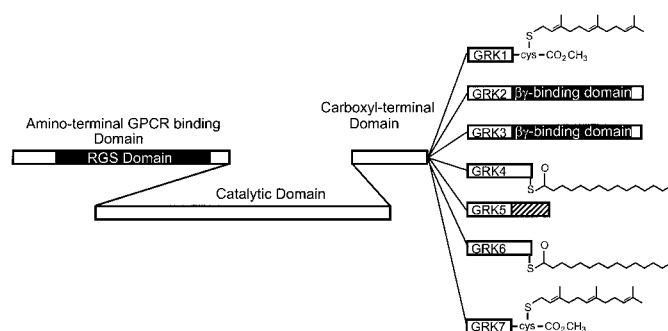 Amino-terminal GPCR binding
Domain
RGS Domain
Catalytic Domain
Carboxyl-terminal
Domain
GRK1
S
cys
CO₂CH₃
GRK2 βγ-binding domain
GRK3 βγ-binding domain
GRK4
O
S
GRK5
GRK6
O
S
S
GRK7
cys
CO₂CH₃